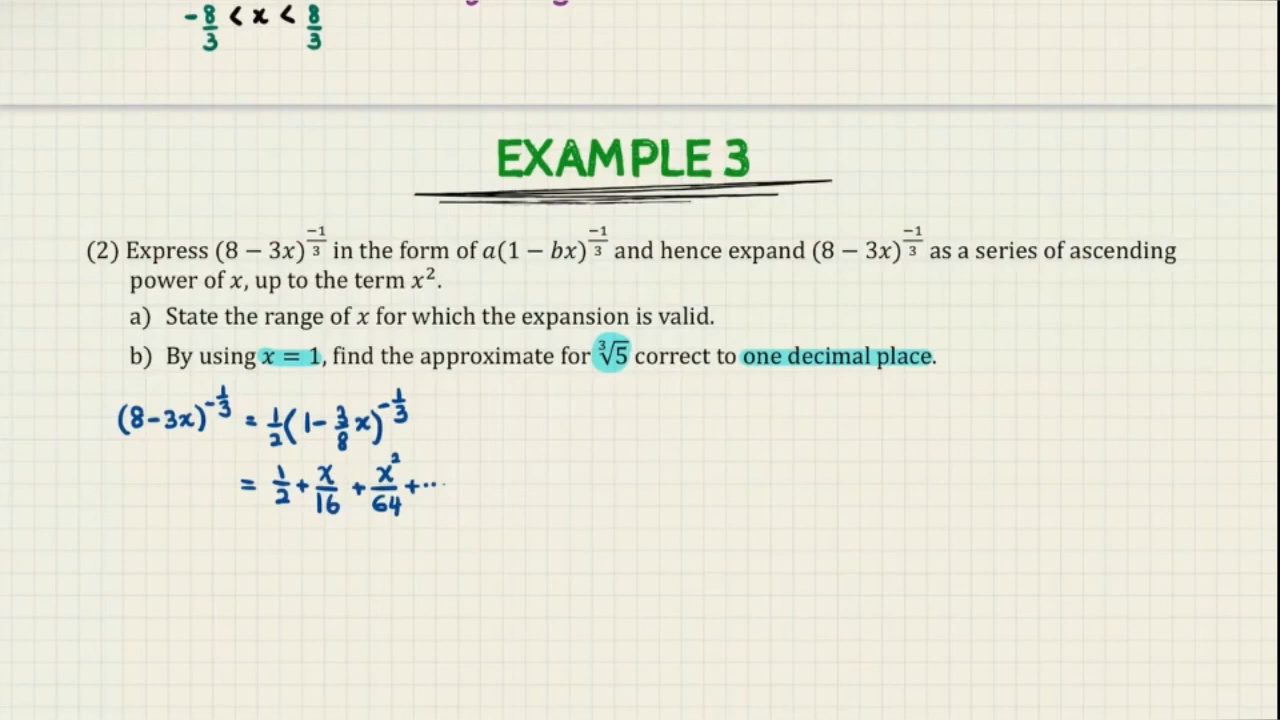 -8/3 < x < 8/3
EXAMPLE 3
(2) Express (8 − 3x)^(-1/3) in the form of a(1 − bx)^(-1/3) and hence expand (8 − 3x)^(-1/3) as a series of ascending
power of x, up to the term x².
a) State the range of x for which the expansion is valid.
b) By using x = 1, find the approximate for ∛5 correct to one decimal place.
(8-3x)^(-1/3) = 1/2(1 - 3/8 x)^(-1/3)
= 1/2 + x/16 + x²/64 + ...